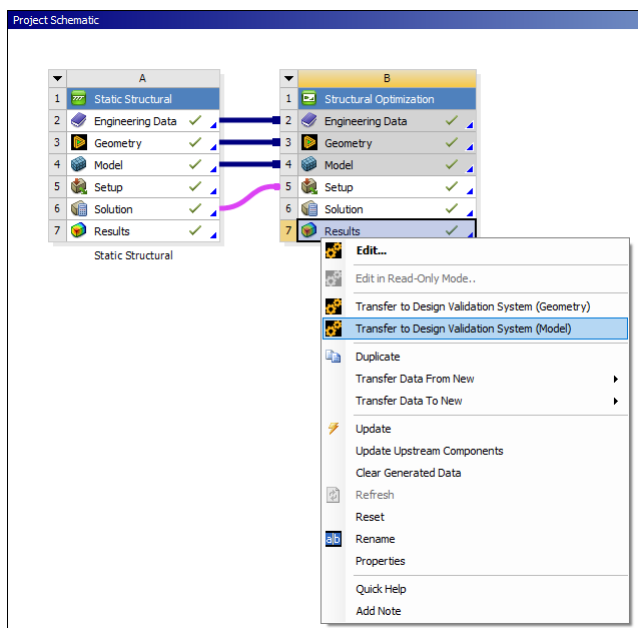 Project Schematic
A
1 Static Structural
2 Engineering Data
3 Geometry
4 Model
5 Setup
6 Solution
7 Results
Static Structural
B
1 Structural Optimization
2 Engineering Data
3 Geometry
4 Model
5 Setup
6 Solution
7 Results
Edit...
Edit in Read-Only Mode..
Transfer to Design Validation System (Geometry)
Transfer to Design Validation System (Model)
Duplicate
Transfer Data From New
Transfer Data To New
Update
Update Upstream Components
Clear Generated Data
Refresh
Reset
a|b Rename
Properties
Quick Help
Add Note